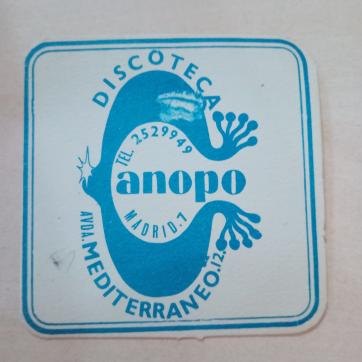 DISCOTECA
Canopo
TEL. 2529949
MADRID.7
AVDA. MEDITERRANEO.12.